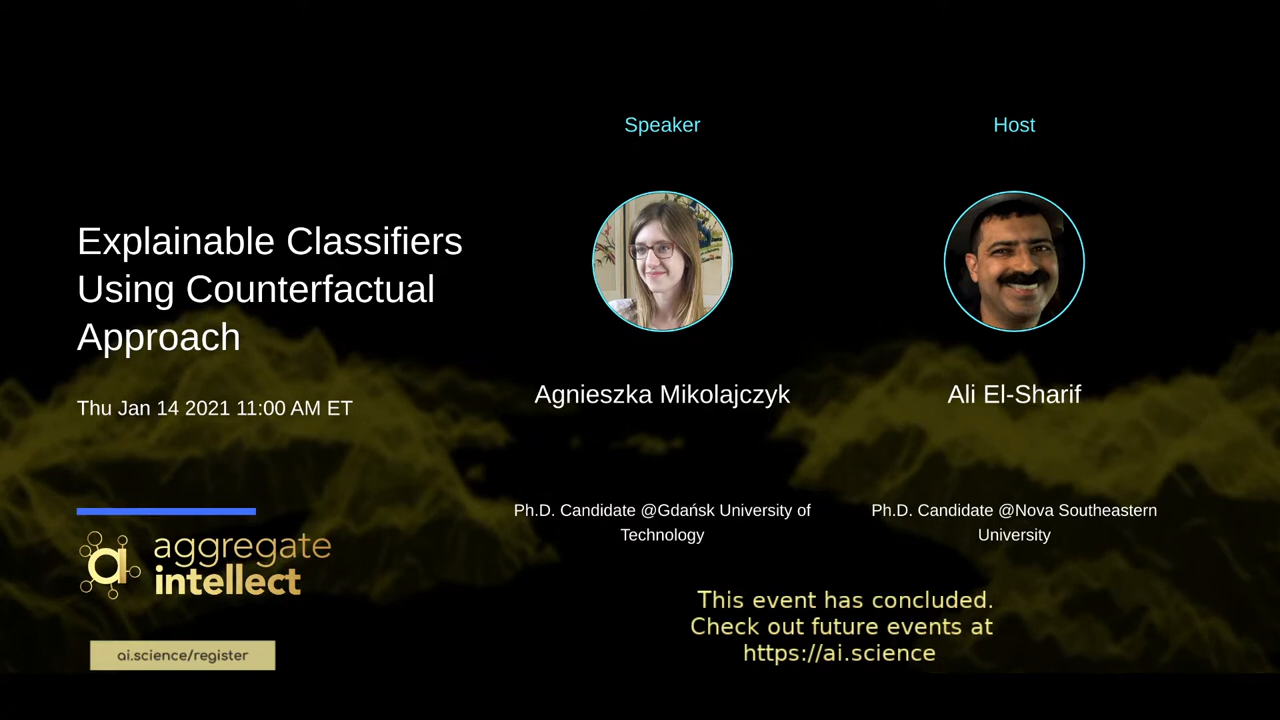 Explainable Classifiers
Using Counterfactual
Approach
Thu Jan 14 2021 11:00 AM ET
aggregate
intellect
ai.science/register
Speaker
Agnieszka Mikolajczyk
Ph.D. Candidate @Gdańsk University of
Technology
Host
Ali El-Sharif
Ph.D. Candidate @Nova Southeastern
University
This event has concluded.
Check out future events at
https://ai.science